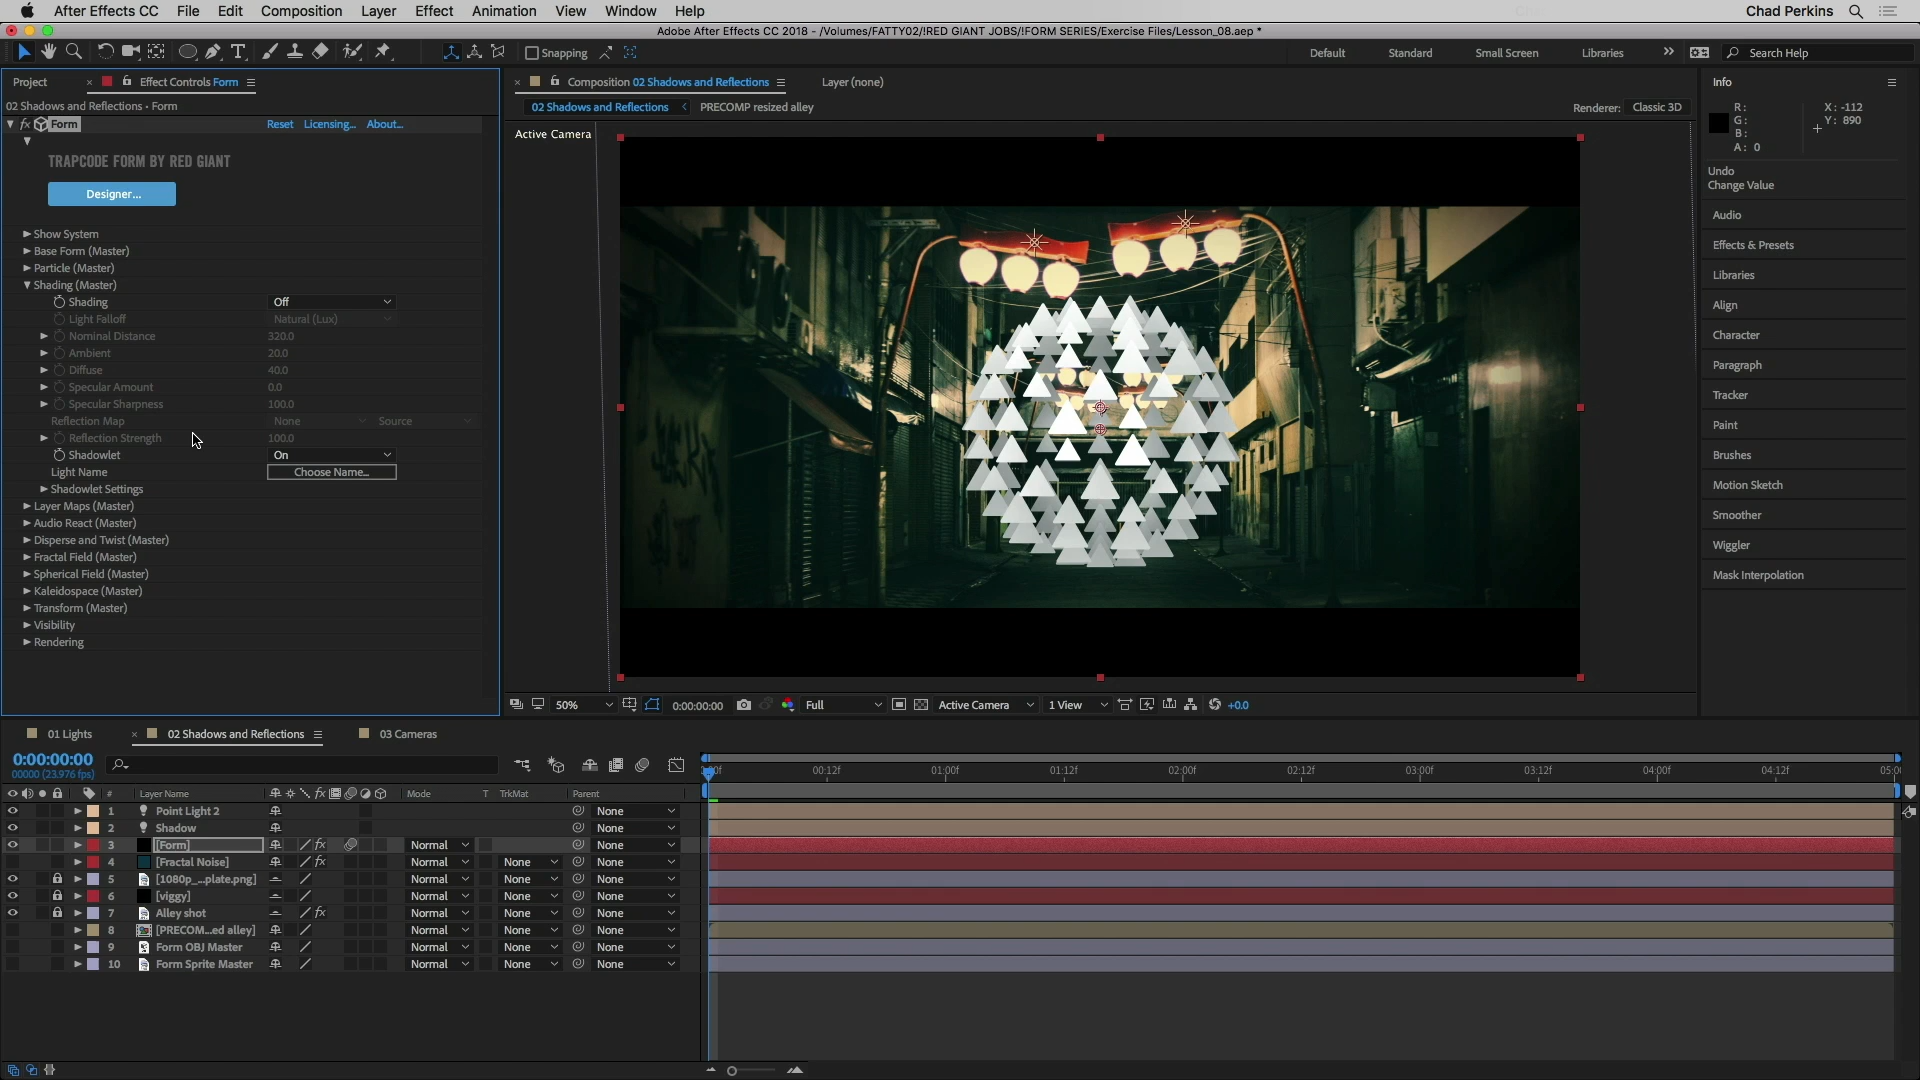 After Effects CC File Edit Composition Layer Effect Animation View Window Help Chad Perkins
Adobe After Effects CC 2018 - /Volumes/FATTY02/!RED GIANT JOBS/!FORM SERIES/Exercise Files/Lesson_08.aep *
Snapping Default Standard Small Screen Libraries Search Help
Project Effect Controls Form
02 Shadows and Reflections • Form
fx Form Reset Licensing... About...
TRAPCODE FORM BY RED GIANT
Designer...
Show System
Base Form (Master)
Particle (Master)
Shading (Master)
Shading Off
Light Falloff Natural (Lux)
Nominal Distance 320.0
Ambient 20.0
Diffuse 40.0
Specular Amount 0.0
Specular Sharpness 100.0
Reflection Map None Source
Reflection Strength 100.0
Shadowlet On
Light Name Choose Name...
Shadowlet Settings
Layer Maps (Master)
Audio React (Master)
Disperse and Twist (Master)
Fractal Field (Master)
Spherical Field (Master)
Kaleidospace (Master)
Transform (Master)
Visibility
Rendering
Composition 02 Shadows and Reflections Layer (none)
02 Shadows and Reflections PRECOMP resized alley Renderer: Classic 3D
Active Camera
50% 0:00:00:00 Full Active Camera 1 View +0.0
Info
R: X: -112
G: Y: 890
B:
A: 0
Undo
Change Value
Audio
Effects & Presets
Libraries
Align
Character
Paragraph
Tracker
Paint
Brushes
Motion Sketch
Smoother
Wiggler
Mask Interpolation
01 Lights 02 Shadows and Reflections 03 Cameras
0:00:00:00
00000 (23.976 fps)
00:12f 01:00f 01:12f 02:00f 02:12f 03:00f 03:12f 04:00f 04:12f
# Layer Name fx Mode T TrkMat Parent
1 Point Light 2 None
2 Shadow None
3 [Form] fx Normal None
4 [Fractal Noise] fx Normal None None
5 [1080p_...plate.png] Normal None None
6 [viggy] Normal None None
7 Alley shot fx Normal None None
8 [PRECOM...ed alley] Normal None None
9 Form OBJ Master Normal None None
10 Form Sprite Master Normal None None